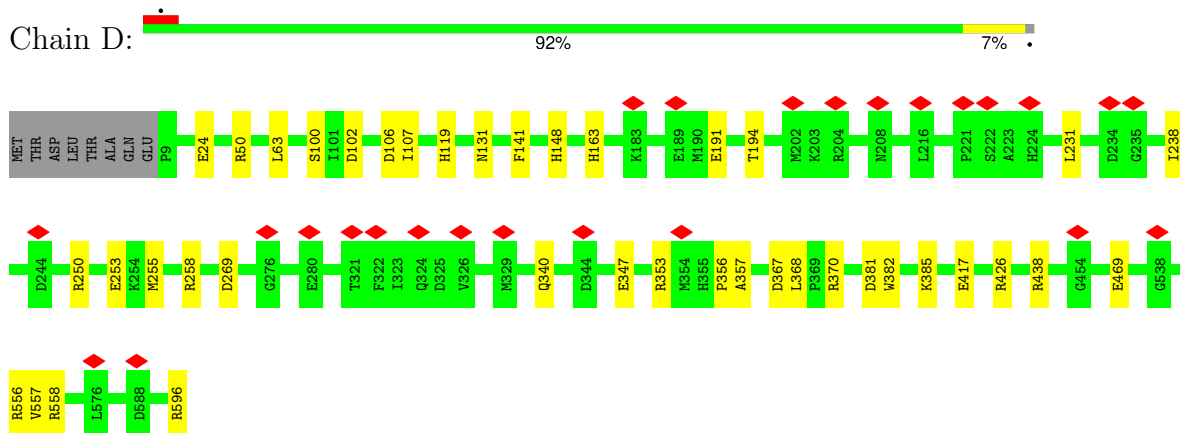 Chain D:
92% 7%
MET THR ASP LEU THR ALA GLN GLU P9 E24 R50 L63 S100 I101 D102 D106 I107 H119 N131 F141 H148 H163 K183 E189 M190 E191 T194 M202 K203 R204 N208 L216 P221 S222 A223 H224 L231 D234 G235 I238
D244 R250 E253 K254 M255 R258 D269 G276 E280 T321 F322 I323 Q324 D325 V326 M329 Q340 D344 E347 R353 M354 H355 P356 A357 D367 L368 P369 R370 D381 W382 K385 E417 R426 R438 G454 E469 G538
R556 V557 R558 L576 D588 R596